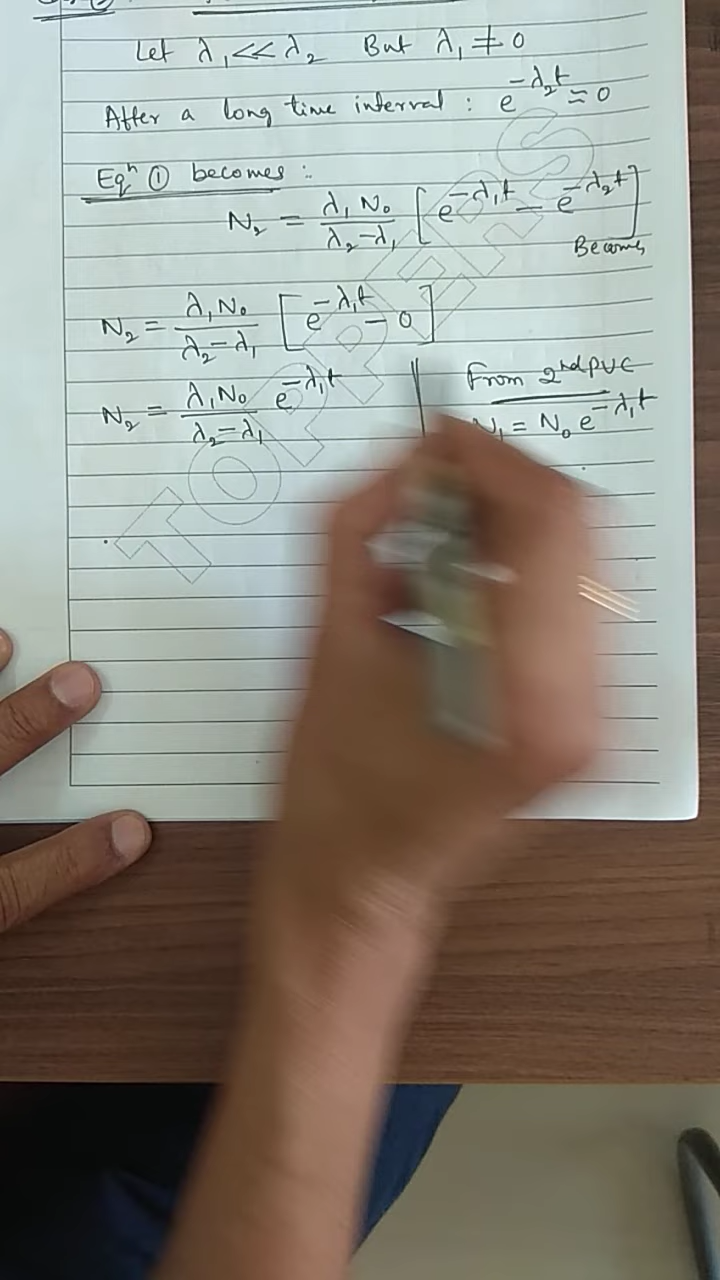 Let λ₁<<λ₂ But λ₁ ≠ 0
After a long time interval : e^{-λ₂t} ≈ 0
Eqⁿ ① becomes :-
N₂ = λ₁ N₀ / λ₂-λ₁ [e^{-λ₁t} - e^{-λ₂t}]
Becomes
N₂ = λ₁N₀ / λ₂-λ₁ [e^{-λ₁t} - 0]
N₂ = λ₁N₀ / λ₂-λ₁ e^{-λ₁t}
From 2nd PUC
N₁ = N₀ e^{-λ₁t}